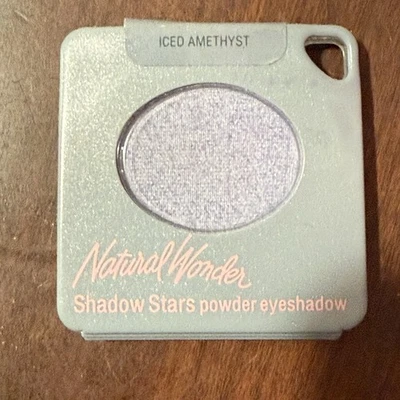 ICED AMETHYST
Natural Wonder
Shadow Stars powder eyeshadow